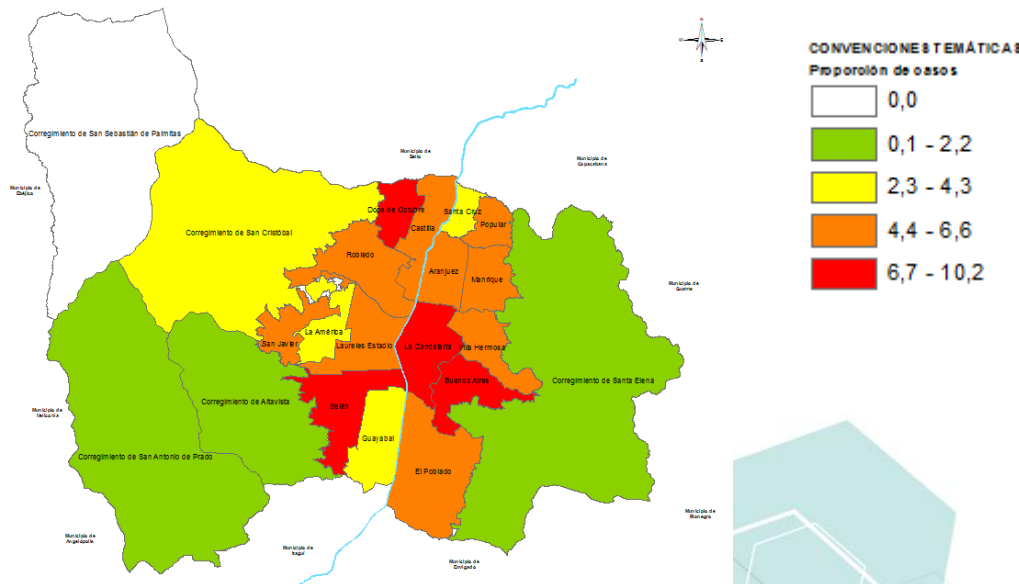 N
E
S
CONVENCIONES TEMÁTICAS
Proporción de casos
0,0
0,1 - 2,2
2,3 - 4,3
4,4 - 6,6
6,7 - 10,2
Corregimiento de San Sebastián de Palmitas
Municipio de
Bello
Municipio de
Copacabana
Municipio de
Ebéjico
Doce de Octubre
Santa Cruz
Castilla
Popular
Corregimiento de San Cristóbal
Robledo
Aranjuez
Manrique
Municipio de
Guarne
La América
San Javier
Laureles Estadio
La Candelaria
Villa Hermosa
Buenos Aires
Corregimiento de Santa Elena
Corregimiento de Altavista
Belén
Municipio de
Heliconia
Guayabal
Corregimiento de San Antonio de Prado
El Poblado
Municipio de
Rionegro
Municipio de
Angelópolis
Municipio de
Itaguí
Municipio de
Envigado